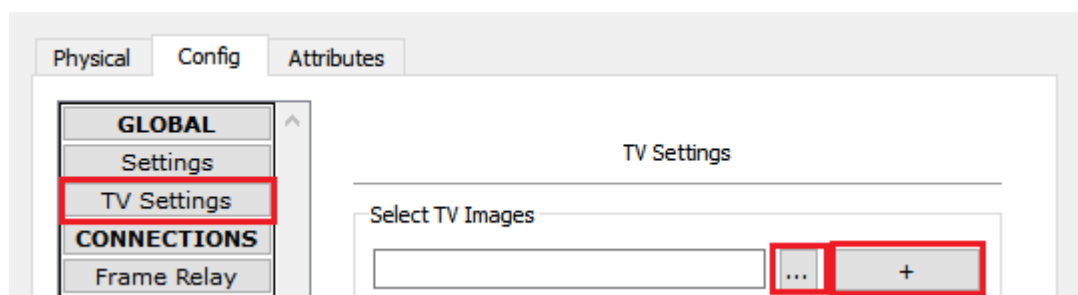 Physical Config Attributes
GLOBAL
Settings
TV Settings
CONNECTIONS
Frame Relay
TV Settings
Select TV Images
... +